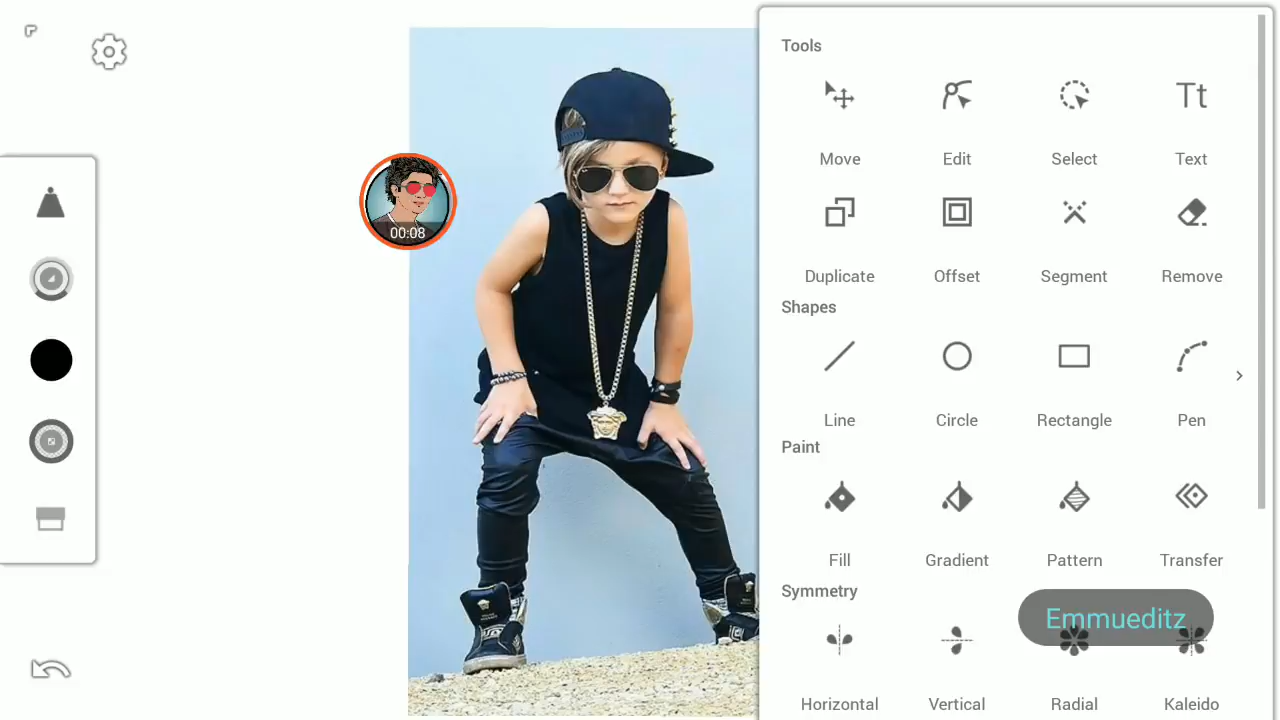 Tools
Move
Edit
Select
Tt
Text
Duplicate
Offset
Segment
Remove
Shapes
Line
Circle
Rectangle
Pen
Paint
Fill
Gradient
Pattern
Transfer
Symmetry
Emmueditz
Horizontal
Vertical
Radial
Kaleido
00:08